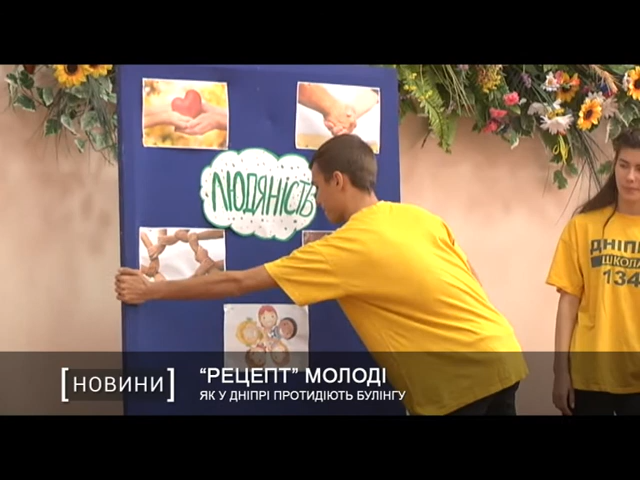 ЛЮДЯНІСТЬ
ДНІПР
ШКОЛА
134
[НОВИНИ]
“РЕЦЕПТ” МОЛОДІ
ЯК У ДНІПРІ ПРОТИДІЮТЬ БУЛІНГУ